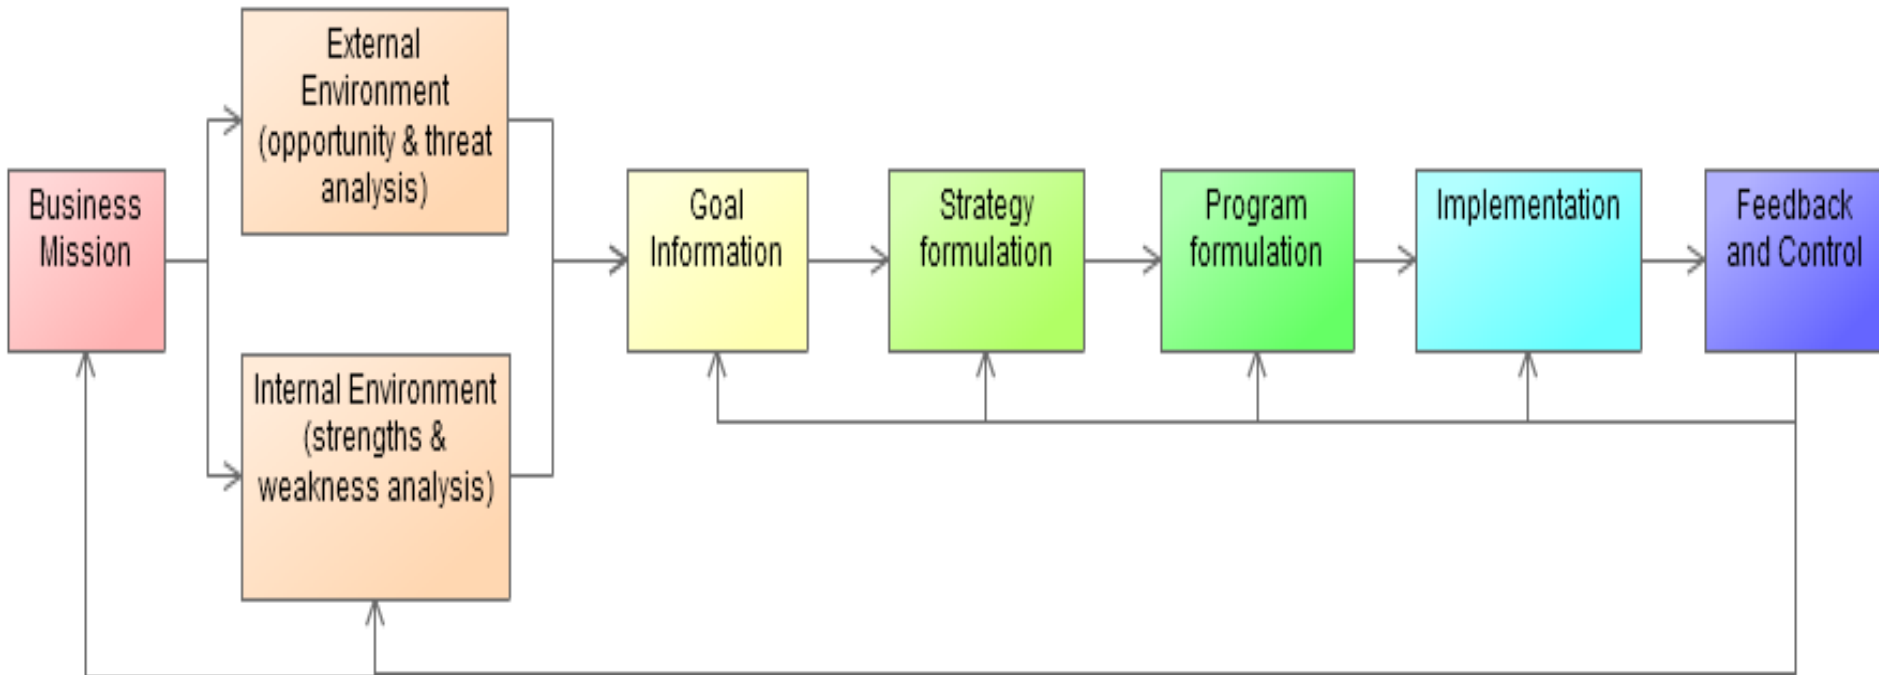 Business
Mission
External
Environment
(opportunity & threat
analysis)
Internal Environment
(strengths &
weakness analysis)
Goal
Information
Strategy
formulation
Program
formulation
Implementation
Feedback
and Control